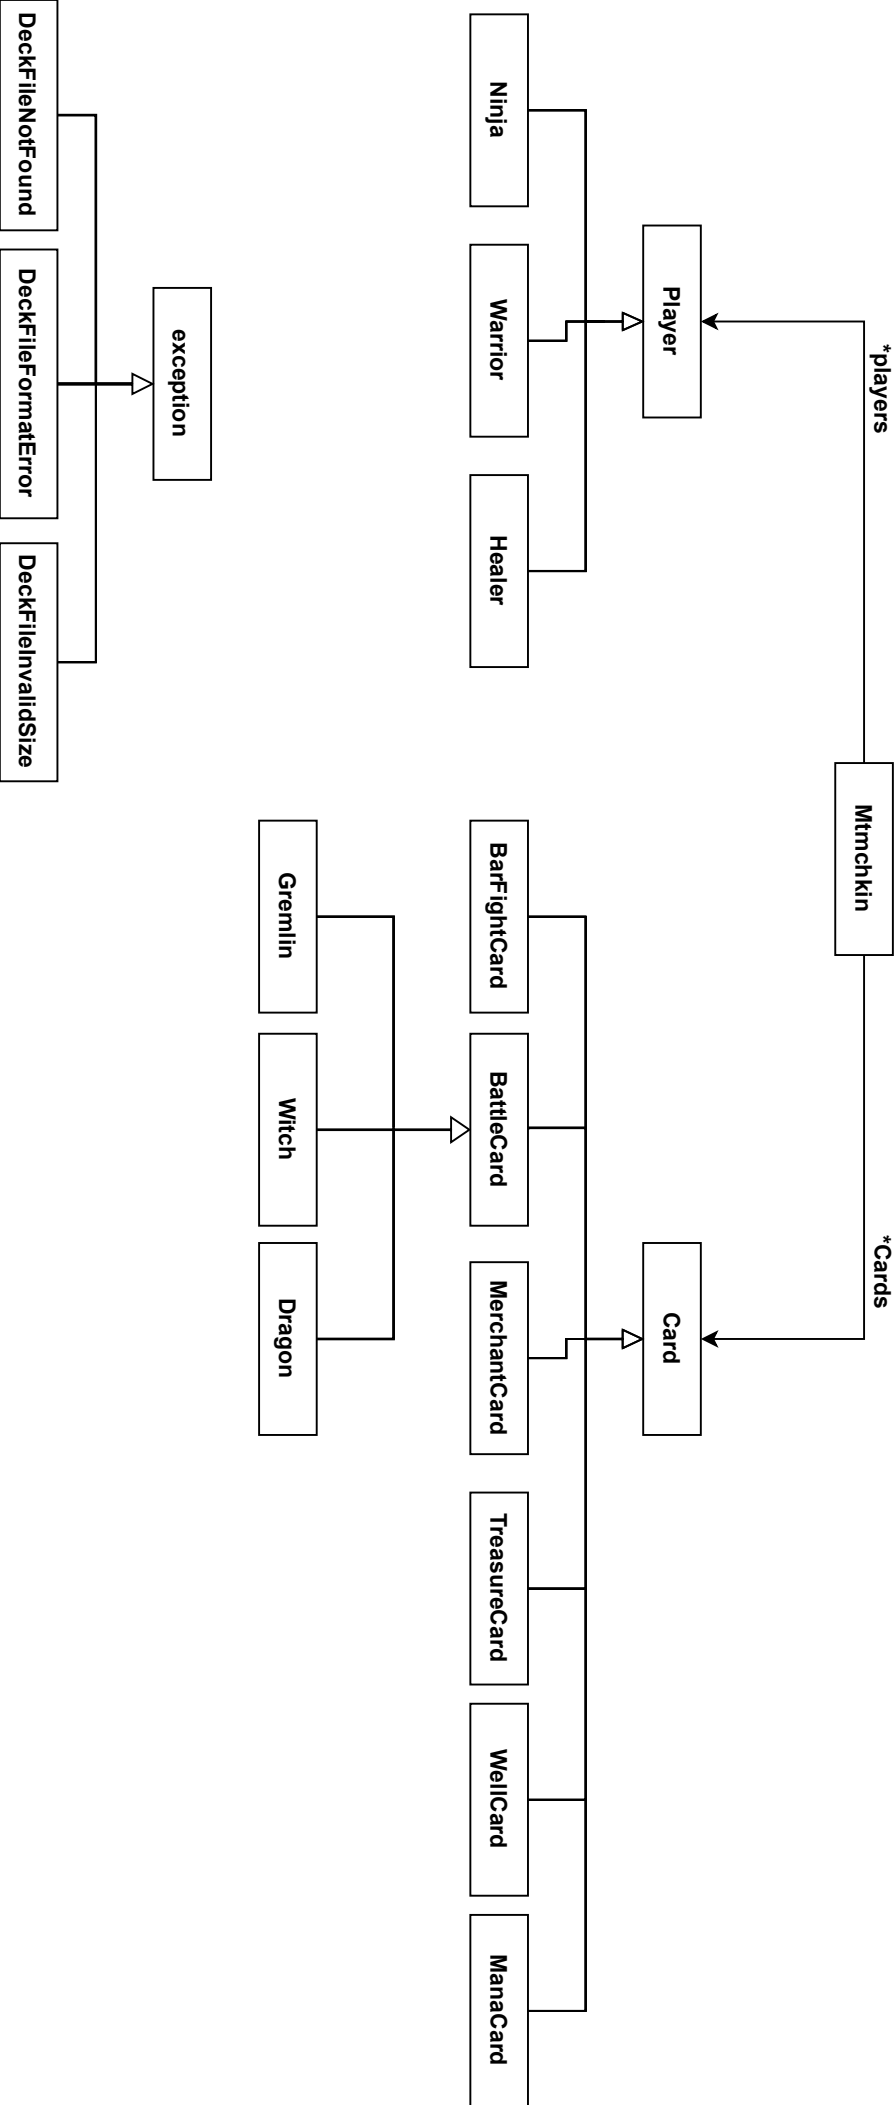 Mtmchkin
*players
*Cards
Player
Card
Ninja
Warrior
Healer
BarFightCard
BattleCard
MerchantCard
TreasureCard
WellCard
ManaCard
Gremlin
Witch
Dragon
exception
DeckFileNotFound
DeckFileFormatError
DeckFileInvalidSize